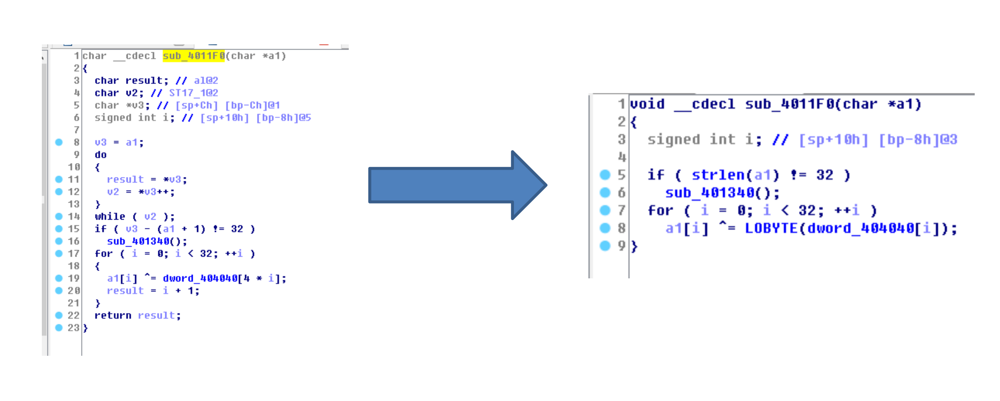 1 char __cdecl sub_4011F0(char *a1)
2 {
3 char result; // al@2
4 char v2; // ST17_1@2
5 char *v3; // [sp+Ch] [bp-Ch]@1
6 signed int i; // [sp+10h] [bp-8h]@5
7
8 v3 = a1;
9 do
10 {
11 result = *v3;
12 v2 = *v3++;
13 }
14 while ( v2 );
15 if ( v3 - (a1 + 1) != 32 )
16 sub_401340();
17 for ( i = 0; i < 32; ++i )
18 {
19 a1[i] ^= dword_404040[4 * i];
20 result = i + 1;
21 }
22 return result;
23 }
1 void __cdecl sub_4011F0(char *a1)
2 {
3 signed int i; // [sp+10h] [bp-8h]@3
4
5 if ( strlen(a1) != 32 )
6 sub_401340();
7 for ( i = 0; i < 32; ++i )
8 a1[i] ^= LOBYTE(dword_404040[i]);
9 }